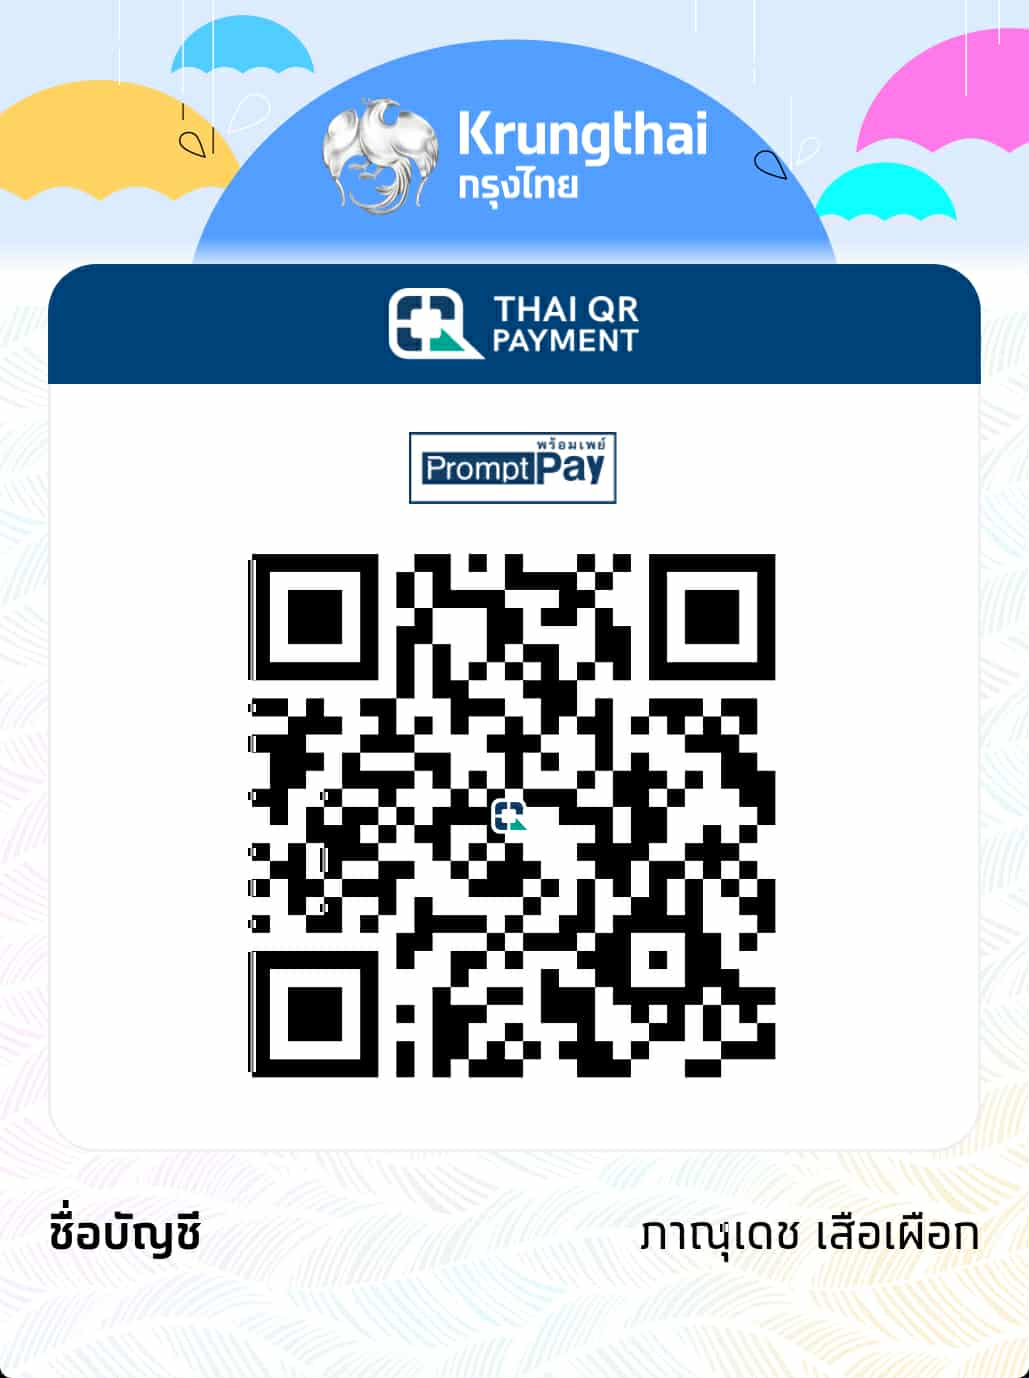 Krungthai
กรุงไทย
THAI QR
PAYMENT
พร้อมเพย์
PromptPay
ชื่อบัญชี ภาณุเดช เสือเผือก